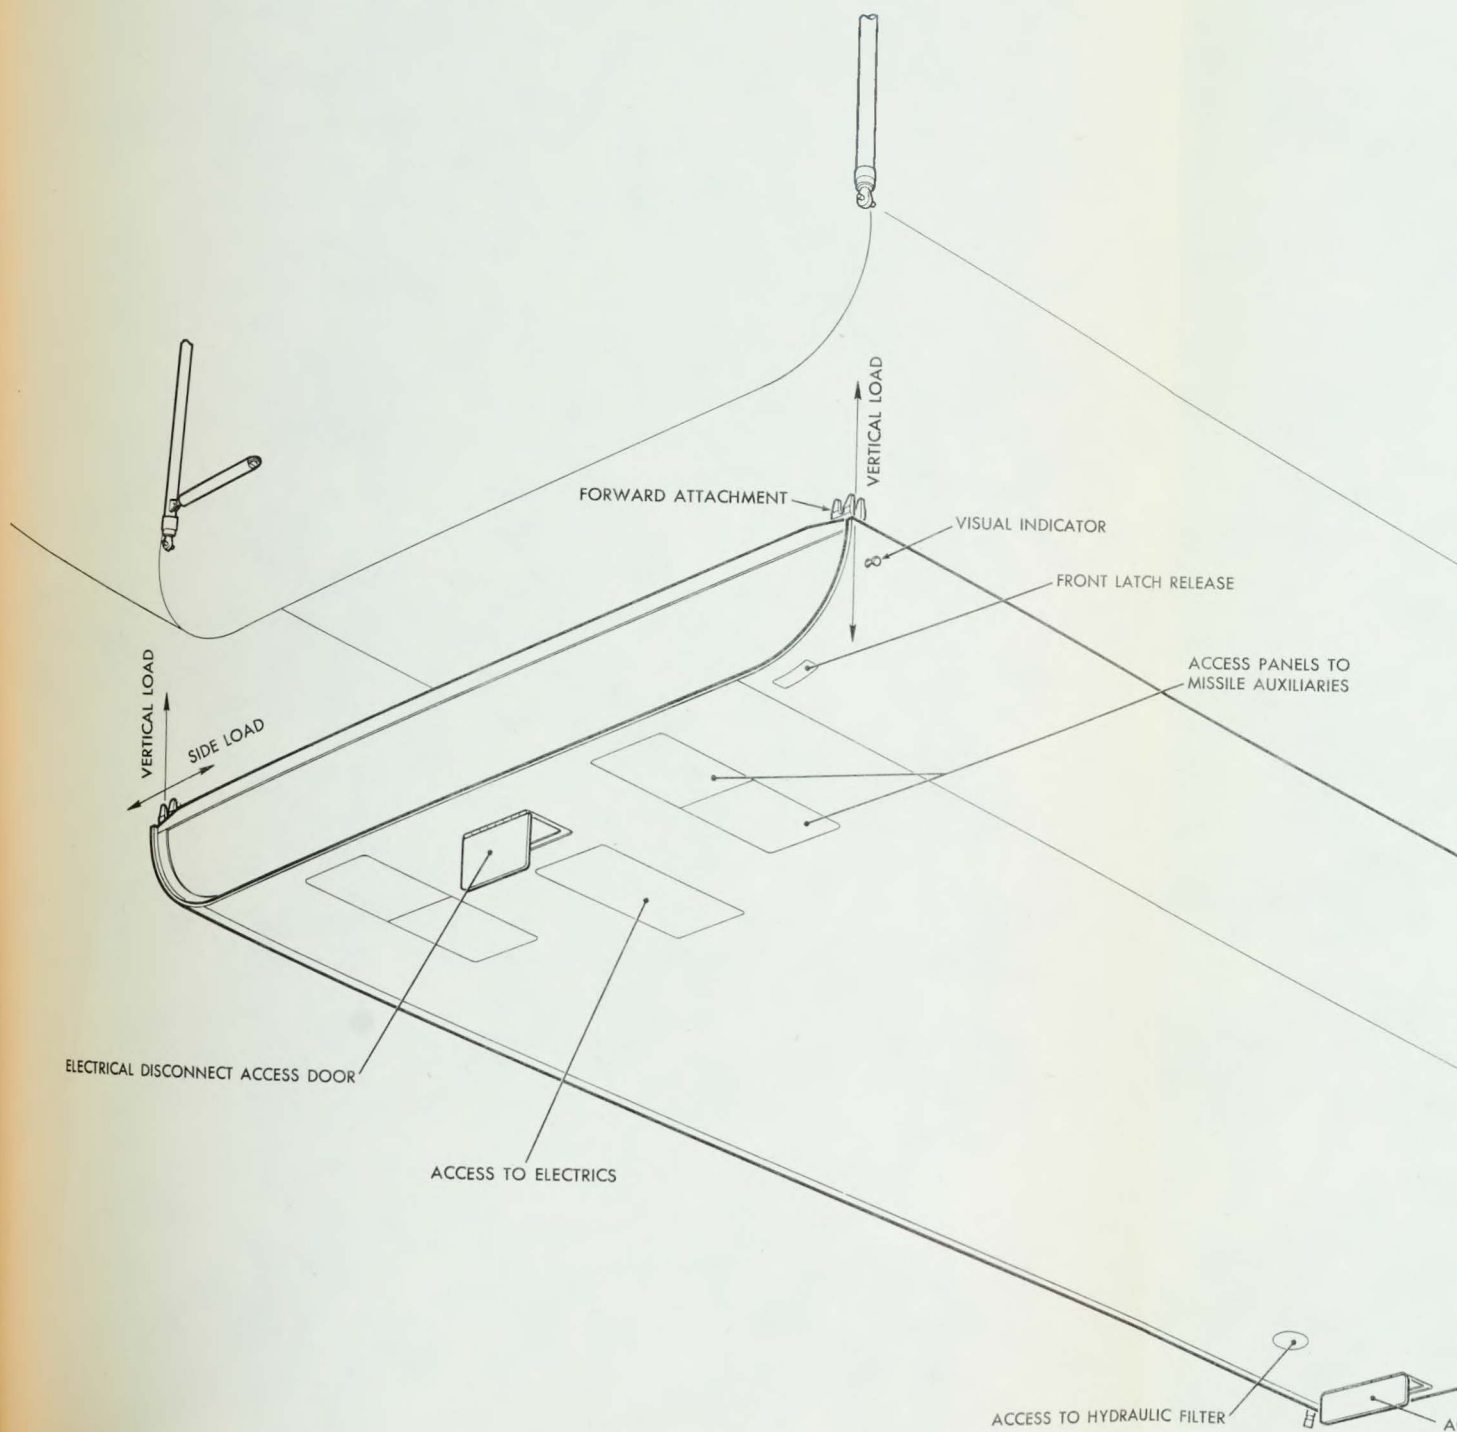 VERTICAL LOAD
FORWARD ATTACHMENT
VISUAL INDICATOR
FRONT LATCH RELEASE
ACCESS PANELS TO
MISSILE AUXILIARIES
VERTICAL LOAD
SIDE LOAD
ELECTRICAL DISCONNECT ACCESS DOOR
ACCESS TO ELECTRICS
ACCESS TO HYDRAULIC FILTER